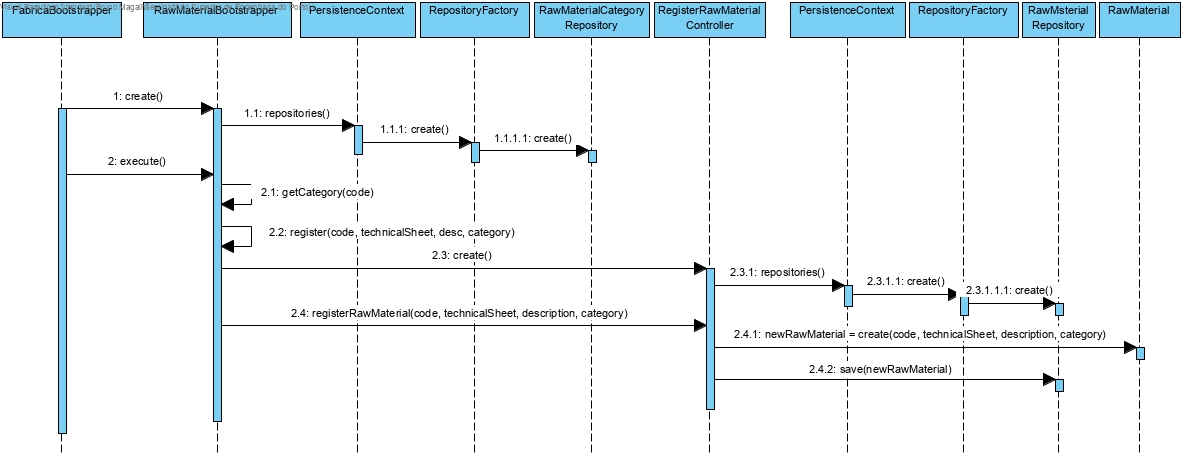 FabricaBootstrapper
RawMaterialBootstrapper
PersistenceContext
RepositoryFactory
RawMaterialCategory
Repository
RegisterRawMaterial
Controller
PersistenceContext
RepositoryFactory
RawMsterial
Repository
RawMaterial
1: create()
1.1: repositories()
1.1.1: create()
1.1.1.1: create()
2: execute()
2.1: getCategory(code)
2.2: register(code, technicalSheet, desc, category)
2.3: create()
2.3.1: repositories()
2.3.1.1: create()
2.3.1.1.1: create()
2.4: registerRawMaterial(code, technicalSheet, description, category)
2.4.1: newRawMaterial = create(code, technicalSheet, description, category)
2.4.2: save(newRawMaterial)